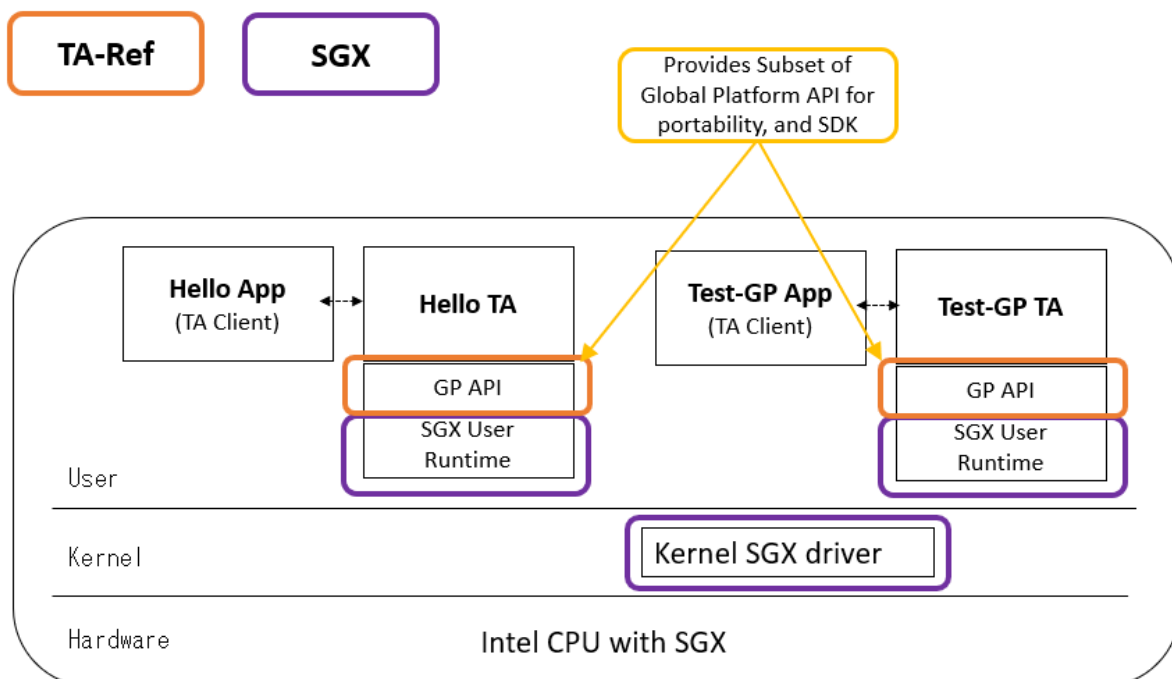 TA-Ref
SGX
Provides Subset of
Global Platform API for
portability, and SDK
Hello App
(TA Client)
Hello TA
Test-GP App
(TA Client)
Test-GP TA
GP API
GP API
SGX User
Runtime
SGX User
Runtime
User
Kernel
Kernel SGX driver
Hardware
Intel CPU with SGX